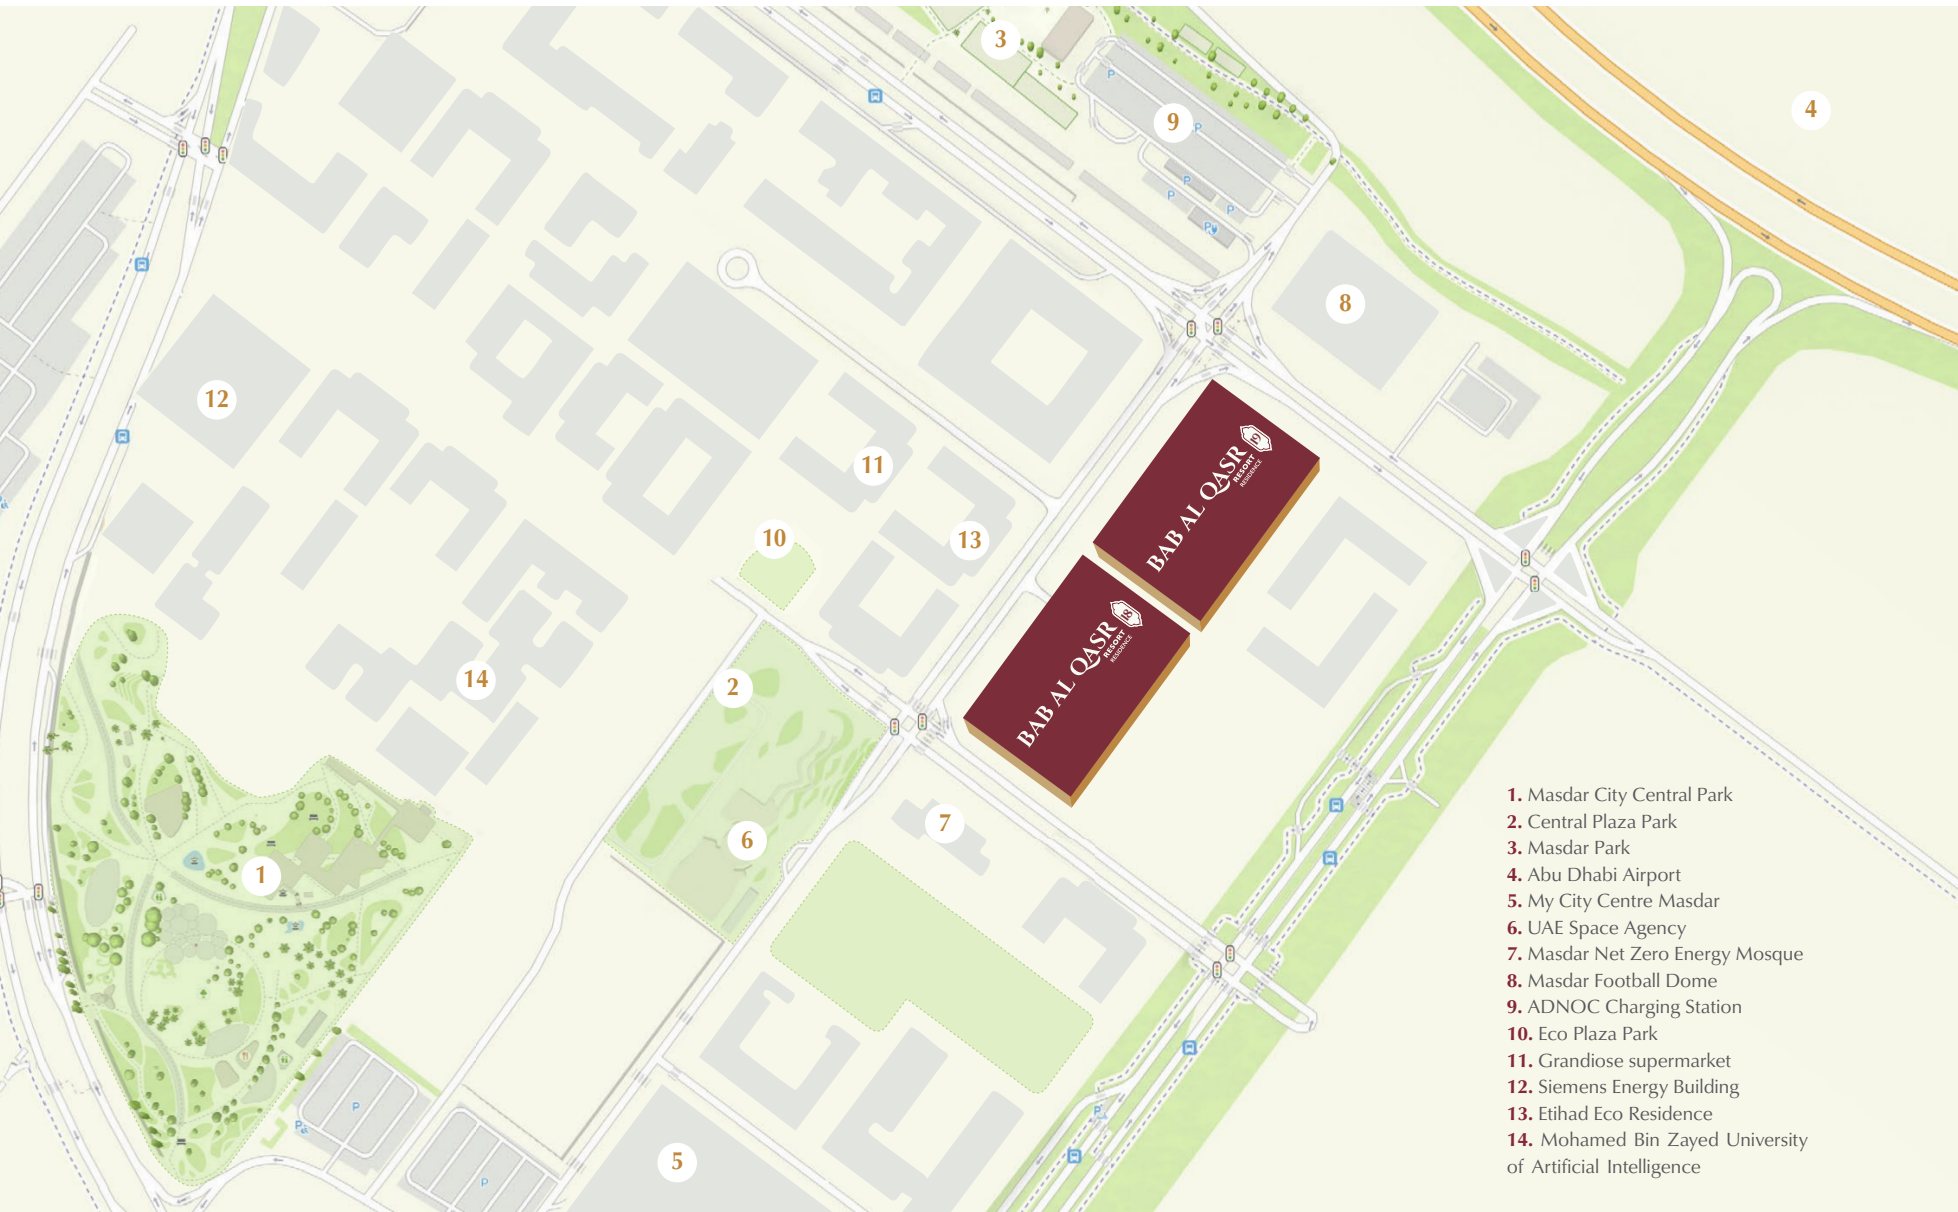 3
4
9
P
P
P
P
P
P
8
12
11
10
13
BAB AL QASR
RESORT
RESIDENCE
19
BAB AL QASR
RESORT
RESIDENCE
18
14
2
7
6
1
5
P
P
P
P
P
1. Masdar City Central Park
2. Central Plaza Park
3. Masdar Park
4. Abu Dhabi Airport
5. My City Centre Masdar
6. UAE Space Agency
7. Masdar Net Zero Energy Mosque
8. Masdar Football Dome
9. ADNOC Charging Station
10. Eco Plaza Park
11. Grandiose supermarket
12. Siemens Energy Building
13. Etihad Eco Residence
14. Mohamed Bin Zayed University
of Artificial Intelligence